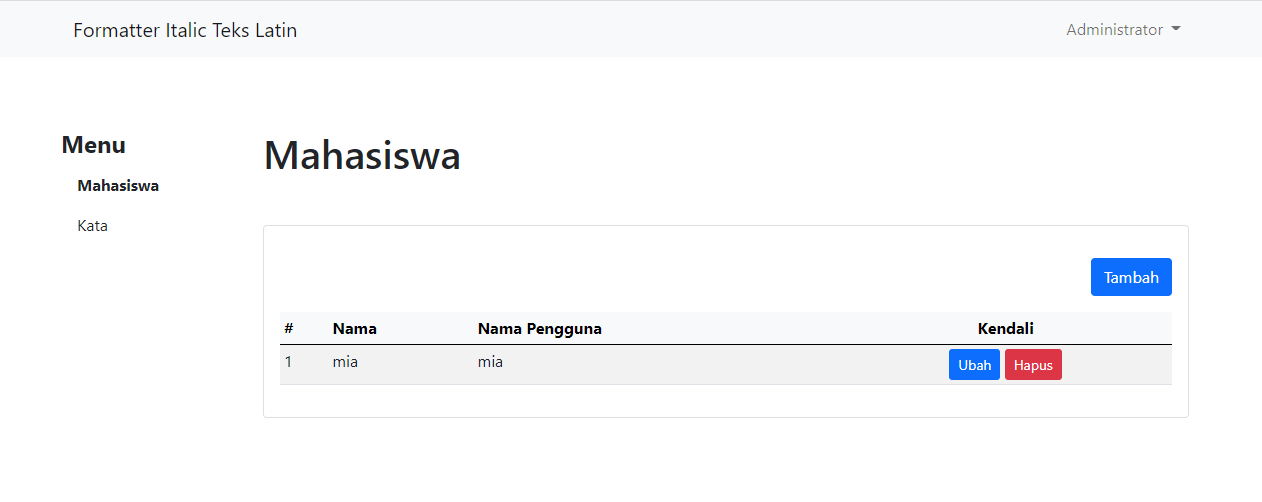 Formatter Italic Teks Latin Administrator
Menu
Mahasiswa
Kata
Mahasiswa
Tambah
# Nama Nama Pengguna Kendali
1 mia mia Ubah Hapus